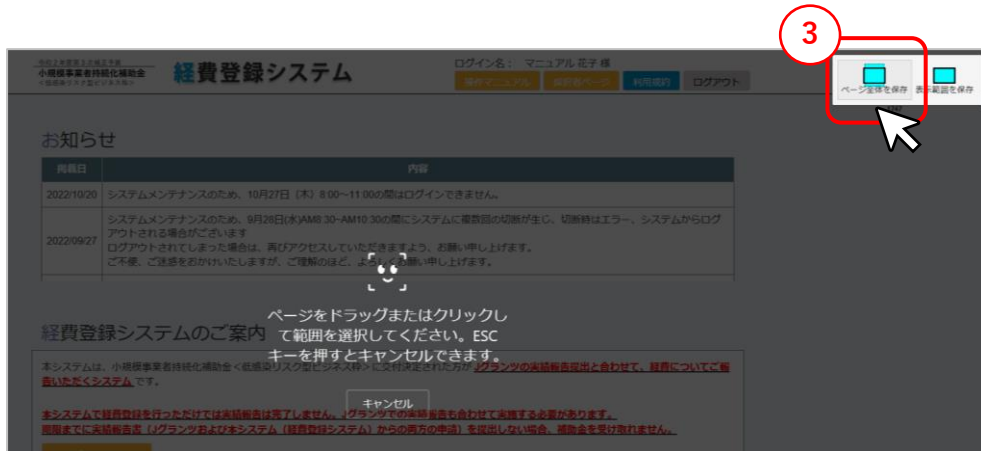 3
令和2年度第3次補正予算
小規模事業者持続化補助金
<低感染リスク型ビジネス枠>
経費登録システム
ログイン名： マニュアル 花子 様
操作マニュアル
利用規約
ログアウト
ページ全体を保存
表示範囲を保存
お知らせ
掲載日
内容
2022/10/20
システムメンテナンスのため、10月27日（木）8:00～11:00の間はログインできません。
2022/09/27
システムメンテナンスのため、9月28日(水)AM8:30-AM10:30の間にシステムに複数回の切断が生じ、切断時はエラー、システムからログ
アウトされる場合がございます
ログアウトされてしまった場合は、再びアクセスしていただきますよう、お願い申し上げます。
ご不便、ご迷惑をおかけいたしますが、ご理解のほど、よろしくお願い申し上げます。
ページをドラッグまたはクリックし
て範囲を選択してください。ESC
キーを押すとキャンセルできます。
キャンセル
経費登録システムのご案内
本システムは、小規模事業者持続化補助金＜低感染リスク型ビジネス枠＞に交付決定された方が、Jグランツの実績報告提出と合わせて、経費についてご報
告いただくシステムです。
本システムで経費登録を行っただけでは実績報告は完了しません。Jグランツでの実績報告も合わせて実施する必要があります。
期限までに実績報告書（Jグランツおよび本システム（経費登録システム）からの両方の申請）を提出しない場合、補助金を受け取れません。